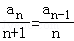 aₙ/(n+1) = aₙ₋₁/n